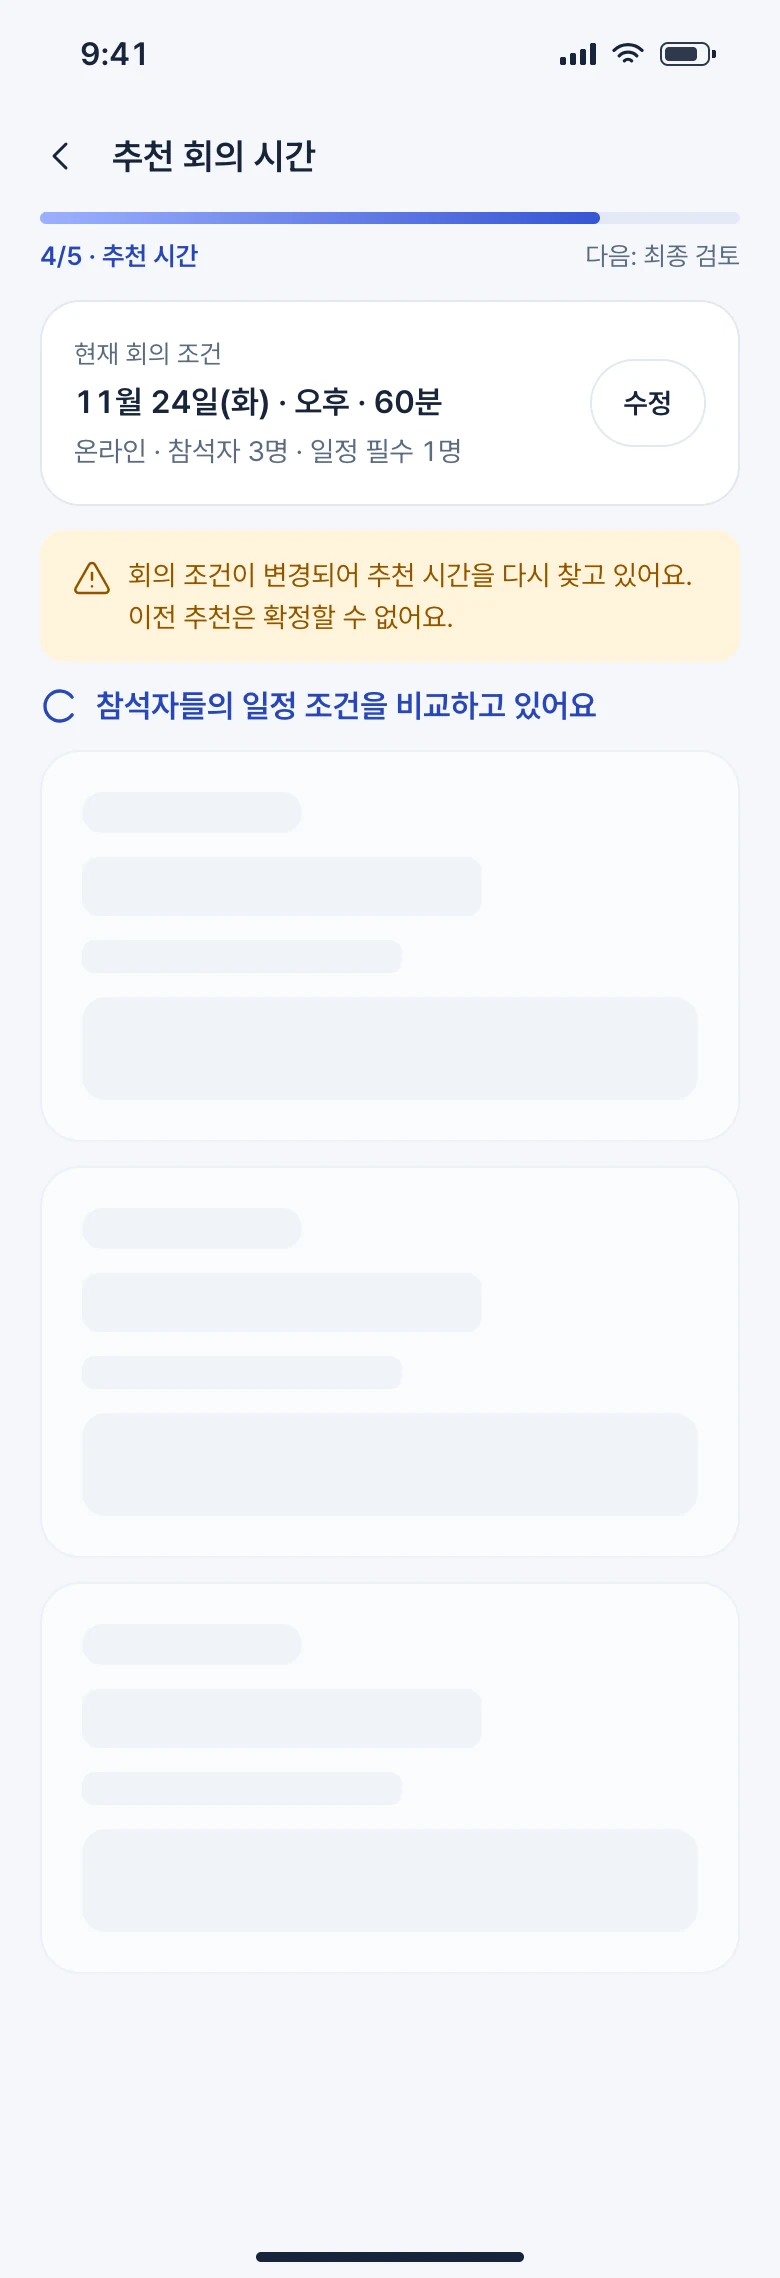 9:41
추천 회의 시간
4/5 · 추천 시간
다음: 최종 검토
현재 회의 조건
11월 24일(화) · 오후 · 60분
온라인 · 참석자 3명 · 일정 필수 1명
수정
회의 조건이 변경되어 추천 시간을 다시 찾고 있어요.
이전 추천은 확정할 수 없어요.
참석자들의 일정 조건을 비교하고 있어요